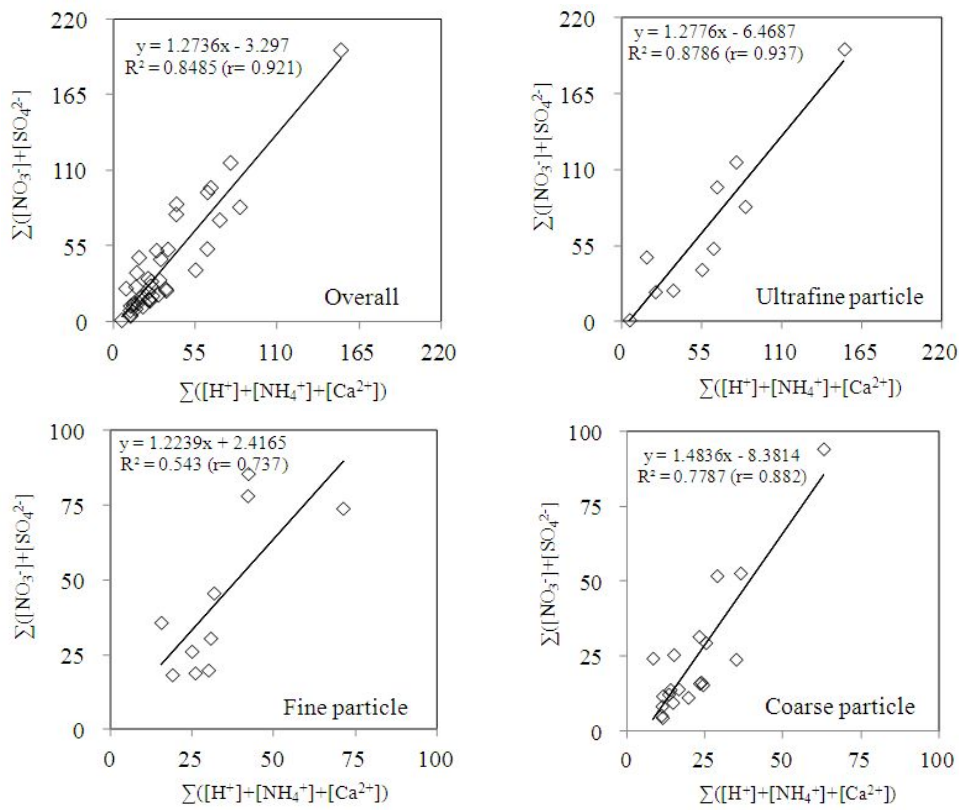 220
165
110
55
0
∑([NO₃⁻]+[SO₄²⁻]
y = 1.2736x - 3.297
R² = 0.8485 (r= 0.921)
Overall
0 55 110 165 220
∑([H⁺]+[NH₄⁺]+[Ca²⁺])
220
165
110
55
0
∑([NO₃⁻]+[SO₄²⁻]
y = 1.2776x - 6.4687
R² = 0.8786 (r= 0.937)
Ultrafine particle
0 55 110 165 220
∑([H⁺]+[NH₄⁺]+[Ca²⁺])
100
75
50
25
0
∑([NO₃⁻]+[SO₄²⁻]
y = 1.2239x + 2.4165
R² = 0.543 (r= 0.737)
Fine particle
0 25 50 75 100
∑([H⁺]+[NH₄⁺]+[Ca²⁺])
100
75
50
25
0
∑([NO₃⁻]+[SO₄²⁻]
y = 1.4836x - 8.3814
R² = 0.7787 (r= 0.882)
Coarse particle
0 25 50 75 100
∑([H⁺]+[NH₄⁺]+[Ca²⁺])